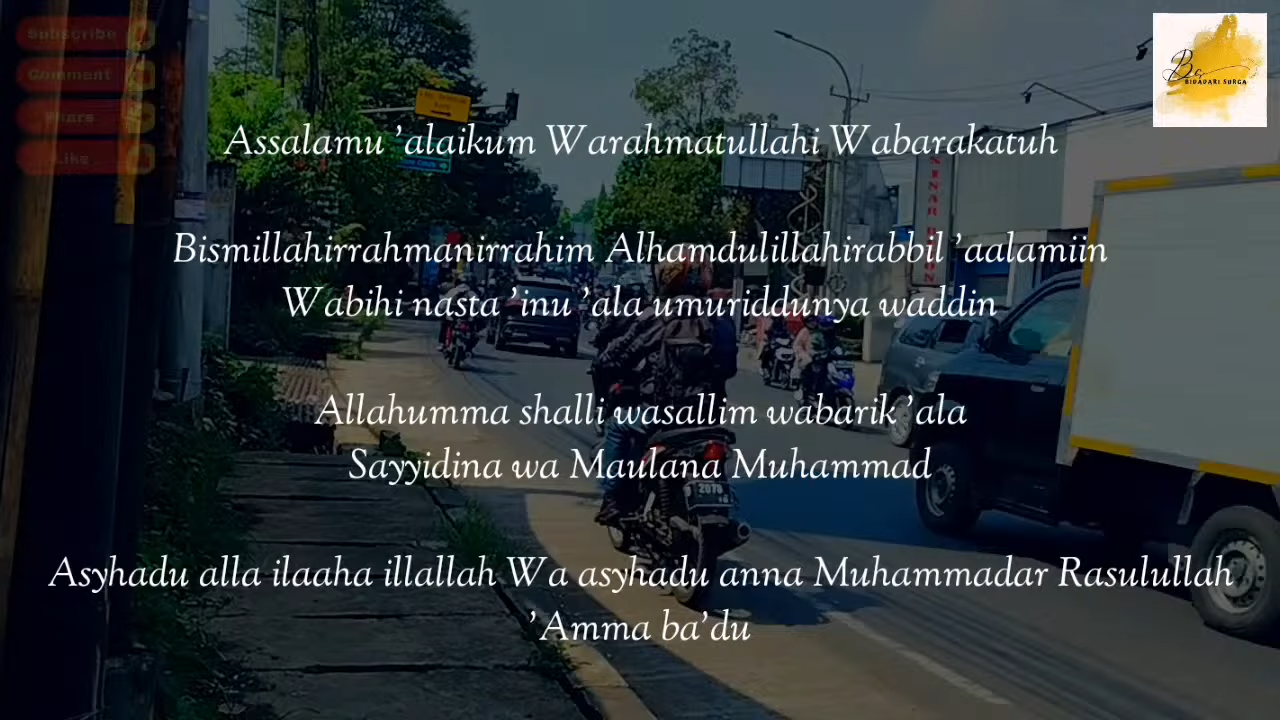 Subscribe
Comment
Share
Like
BIDADARI SURGA
Assalamu 'alaikum Warahmatullahi Wabarakatuh
Bismillahirrahmanirrahim Alhamdulillahirabbil 'aalamiin
Wabihi nasta 'inu 'ala umuriddunya waddin
Allahumma shalli wasallim wabarik 'ala
Sayyidina wa Maulana Muhammad
Asyhadu alla ilaaha illallah Wa asyhadu anna Muhammadar Rasulullah
'Amma ba'du